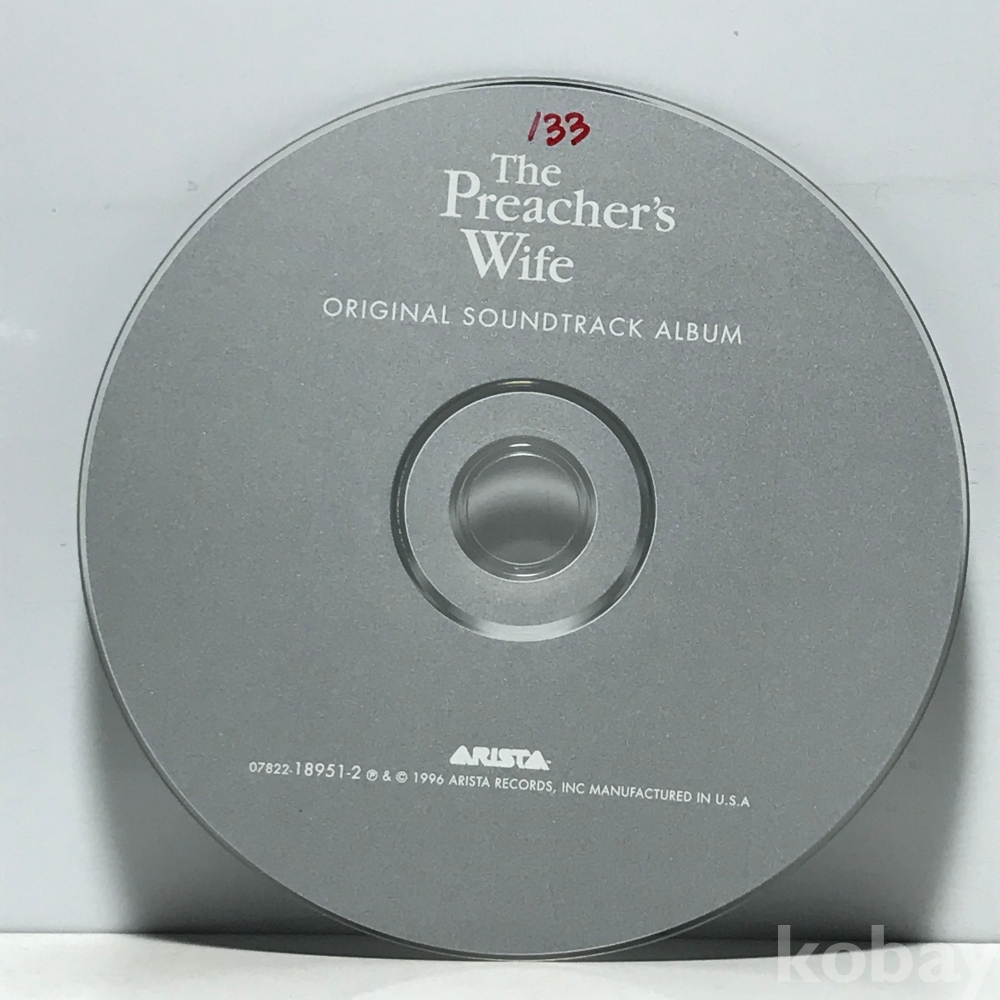 133
The
Preacher's
Wife
ORIGINAL SOUNDTRACK ALBUM
ARISTA
07822-18951-2 ℗ & © 1996 ARISTA RECORDS, INC MANUFACTURED IN U.S.A
kobay